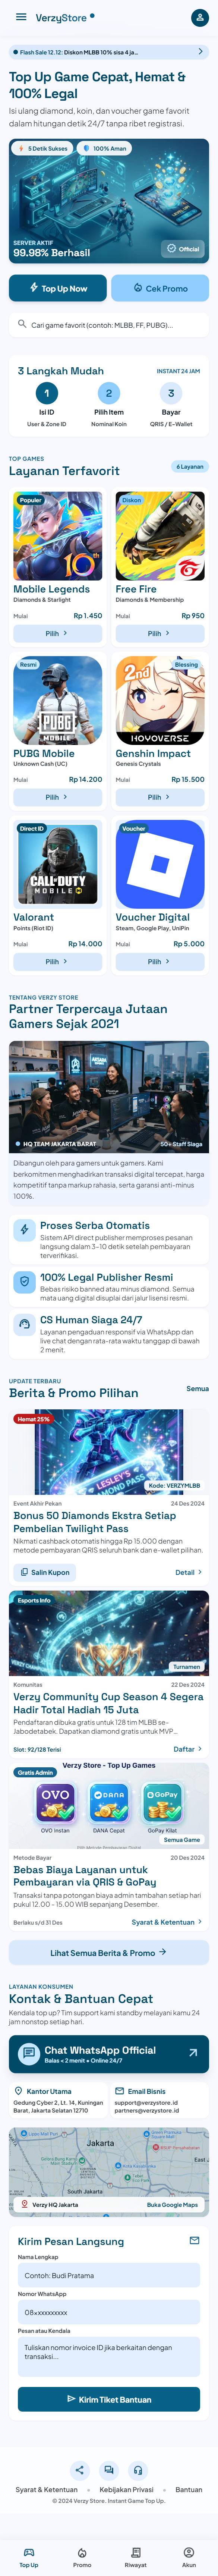 VerzyStore
Flash Sale 12.12: Diskon MLBB 10% sisa 4 ja...
Top Up Game Cepat, Hemat &
100% Legal
Isi ulang diamond, koin, dan voucher game favorit
dalam hitungan detik 24/7 tanpa ribet registrasi.
5 Detik Sukses
100% Aman
SERVER AKTIF
99.98% Berhasil
Official
Top Up Now
Cek Promo
Cari game favorit (contoh: MLBB, FF, PUBG)...
3 Langkah Mudah
INSTANT 24 JAM
1
2
3
Isi ID
Pilih Item
Bayar
User & Zone ID
Nominal Koin
QRIS / E-Wallet
TOP GAMES
Layanan Terfavorit
6 Layanan
Populer
Mobile Legends
Diamonds & Starlight
Mulai
Rp 1.450
Pilih
Diskon
Free Fire
Diamonds & Membership
Mulai
Rp 950
Pilih
Resmi
PUBG
MOBILE
PUBG Mobile
Unknown Cash (UC)
Mulai
Rp 14.200
Pilih
Blessing
2nd
HOYOVERSE
Genshin Impact
Genesis Crystals
Mulai
Rp 15.500
Pilih
Direct ID
CALL OF DUTY
MOBILE
Valorant
Points (Riot ID)
Mulai
Rp 14.000
Pilih
Voucher
Voucher Digital
Steam, Google Play, UniPin
Mulai
Rp 5.000
Pilih
TENTANG VERZY STORE
Partner Terpercaya Jutaan
Gamers Sejak 2021
HQ TEAM JAKARTA BARAT
50+ Staff Siaga
Dibangun oleh para gamers untuk gamers. Kami
berkomitmen menghadirkan transaksi digital tercepat, harga
kompetitif tanpa markup rahasia, serta garansi anti-minus
100%.
Proses Serba Otomatis
Sistem API direct publisher memproses pesanan
langsung dalam 3–10 detik setelah pembayaran
terverifikasi.
100% Legal Publisher Resmi
Bebas risiko banned atau minus diamond. Semua
mata uang digital disuplai dari jalur lisensi resmi.
CS Human Siaga 24/7
Layanan pengaduan responsif via WhatsApp dan
live chat dengan rata-rata waktu tanggap di bawah
2 menit.
UPDATE TERBARU
Berita & Promo Pilihan
Semua
Hemat 25%
Kode: VERZYMLBB
Event Akhir Pekan
24 Des 2024
Bonus 50 Diamonds Ekstra Setiap
Pembelian Twilight Pass
Nikmati cashback otomatis hingga Rp 15.000 dengan
metode pembayaran QRIS seluruh bank dan e-wallet pilihan.
Salin Kupon
Detail
Esports Info
Turnamen
Komunitas
22 Des 2024
Verzy Community Cup Season 4 Segera
Hadir Total Hadiah 15 Juta
Pendaftaran dibuka gratis untuk 128 tim MLBB se-
Jabodetabek. Dapatkan diamond gratis untuk MVP...
Slot: 92/128 Terisi
Daftar
Verzy Store - Top Up Games
Gratis Admin
OVO
DANA
GoPay
OVO instan
DANA Cepat
GoPay Kilat
Semua Game
Metode Bayar
20 Des 2024
Bebas Biaya Layanan untuk
Pembayaran via QRIS & GoPay
Transaksi tanpa potongan biaya admin tambahan setiap hari
pukul 12.00 - 15.00 WIB sepanjang Desember.
Berlaku s/d 31 Des
Syarat & Ketentuan
Lihat Semua Berita & Promo
LAYANAN KONSUMEN
Kontak & Bantuan Cepat
Kendala top up? Tim support kami standby melayani kamu 24
jam nonstop setiap hari.
Chat WhatsApp Official
Balas < 2 menit • Online 24/7
Kantor Utama
Gedung Cyber 2, Lt. 14, Kuningan
Barat, Jakarta Selatan 12710
Email Bisnis
support@verzystore.id
partners@verzystore.id
Jakarta
South Jakarta
Verzy HQ Jakarta
Buka Google Maps
Kirim Pesan Langsung
Nama Lengkap
Contoh: Budi Pratama
Nomor WhatsApp
08xxxxxxxxxx
Pesan atau Kendala
Tuliskan nomor invoice ID jika berkaitan dengan
transaksi...
Kirim Tiket Bantuan
Syarat & Ketentuan
Kebijakan Privasi
Bantuan
© 2024 Verzy Store. Instant Game Top Up.
Top Up
Promo
Riwayat
Akun